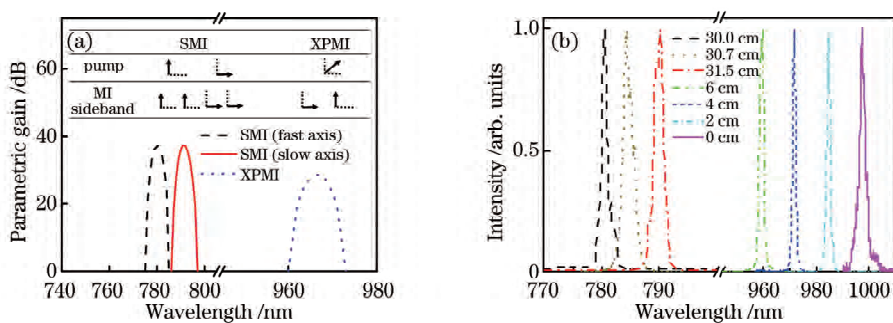 (a)
SMI XPMI
pump
MI
sideband
SMI (fast axis)
SMI (slow axis)
XPMI
Parametric gain /dB
60
40
20
0
740 760 780 800 960 980
Wavelength /nm
(b)
30.0 cm
30.7 cm
31.5 cm
6 cm
4 cm
2 cm
0 cm
Intensity /arb. units
1.0
0.5
0
770 780 790 960 980 1000
Wavelength /nm